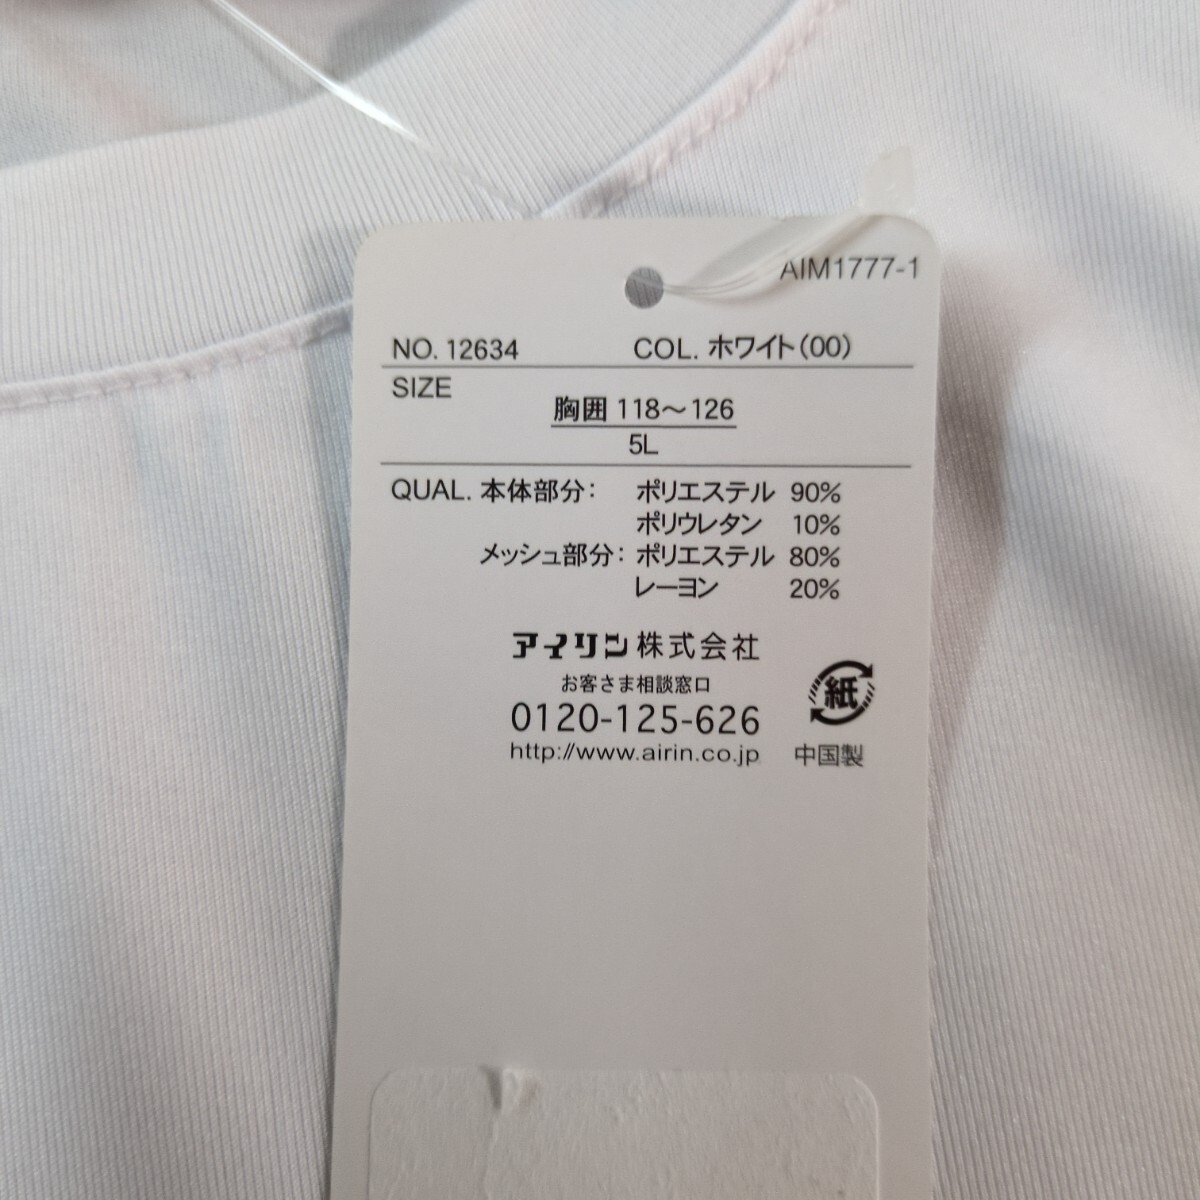 AIM1777-1
NO. 12634 COL. ホワイト(00)
SIZE
胸囲 118〜126
5L
QUAL. 本体部分: ポリエステル 90%
ポリウレタン 10%
メッシュ部分: ポリエステル 80%
レーヨン 20%
アイリン株式会社
お客さま相談窓口
0120-125-626
http://www.airin.co.jp
紙
中国製